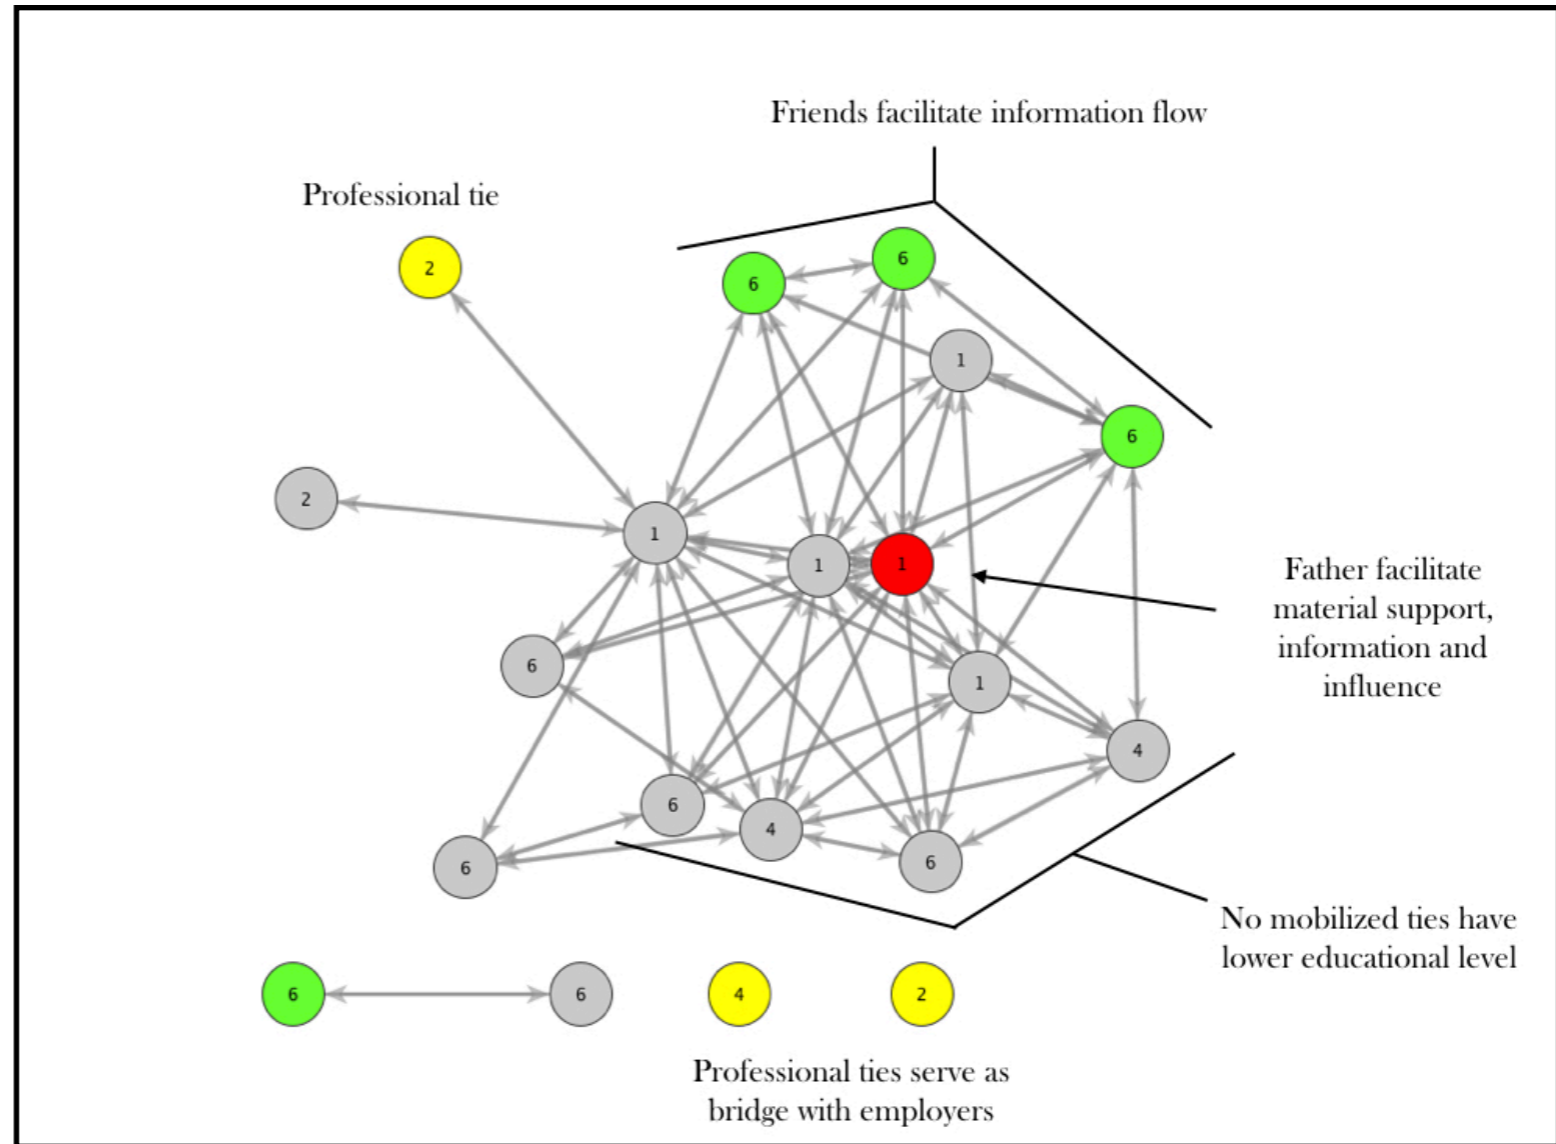 Friends facilitate information flow
Professional tie
2
6
6
1
6
2
1
1
1
Father facilitate
material support,
information and
influence
6
1
4
6
4
6
6
No mobilized ties have
lower educational level
6
6
4
2
Professional ties serve as
bridge with employers